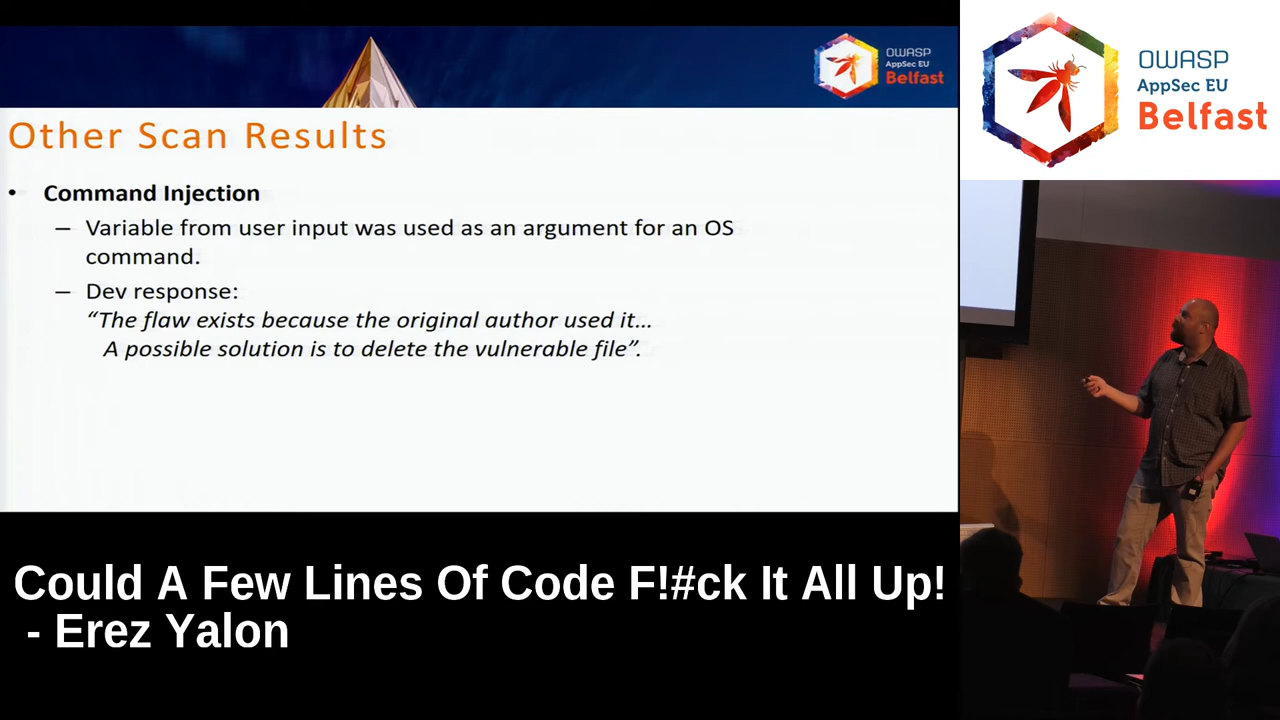 OWASP
AppSec EU
Belfast
Other Scan Results
• Command Injection
– Variable from user input was used as an argument for an OS
command.
– Dev response:
“The flaw exists because the original author used it...
A possible solution is to delete the vulnerable file”.
Could A Few Lines Of Code F!#ck It All Up!
- Erez Yalon
OWASP
AppSec EU
Belfast